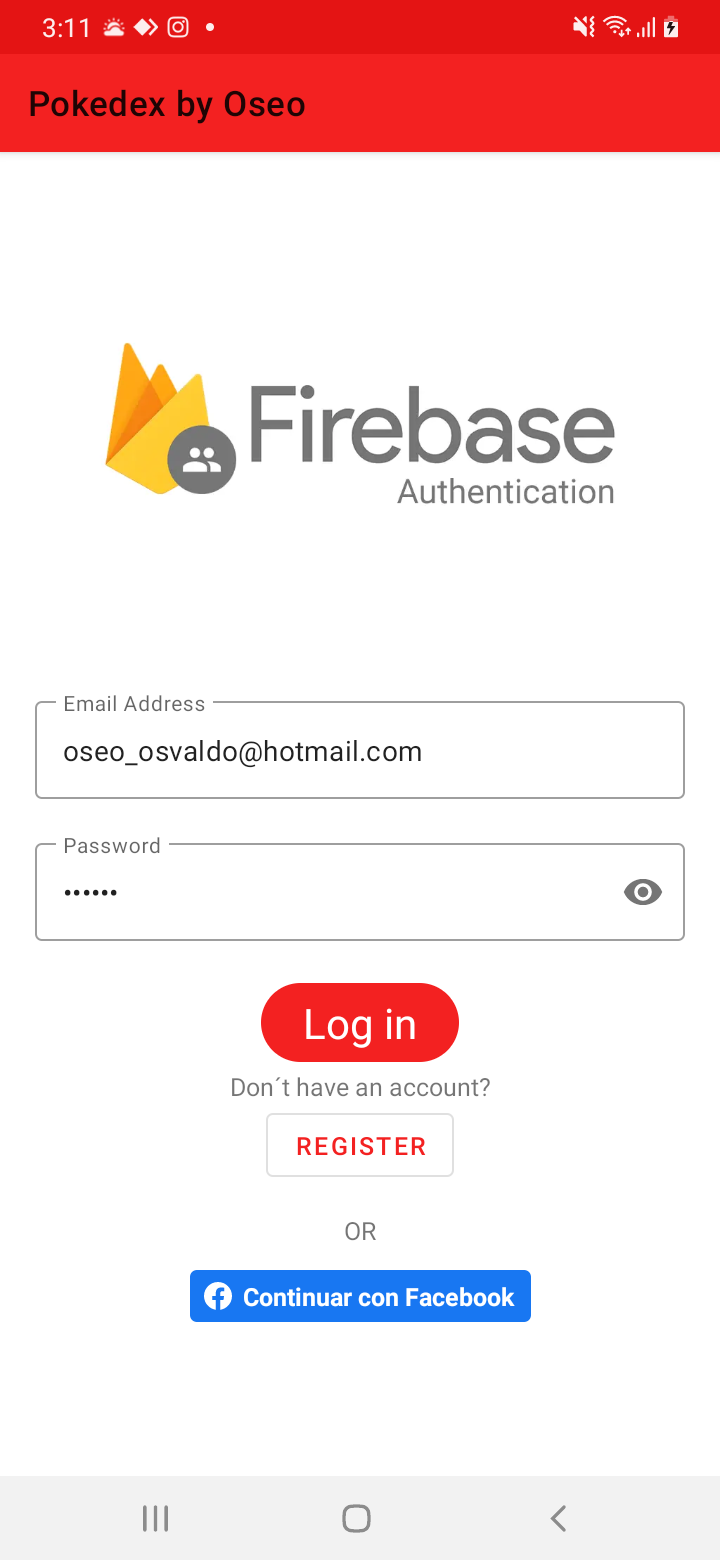 3:11
Pokedex by Oseo
Firebase
Authentication
Email Address
oseo_osvaldo@hotmail.com
Password
••••••
Log in
Don´t have an account?
REGISTER
OR
Continuar con Facebook